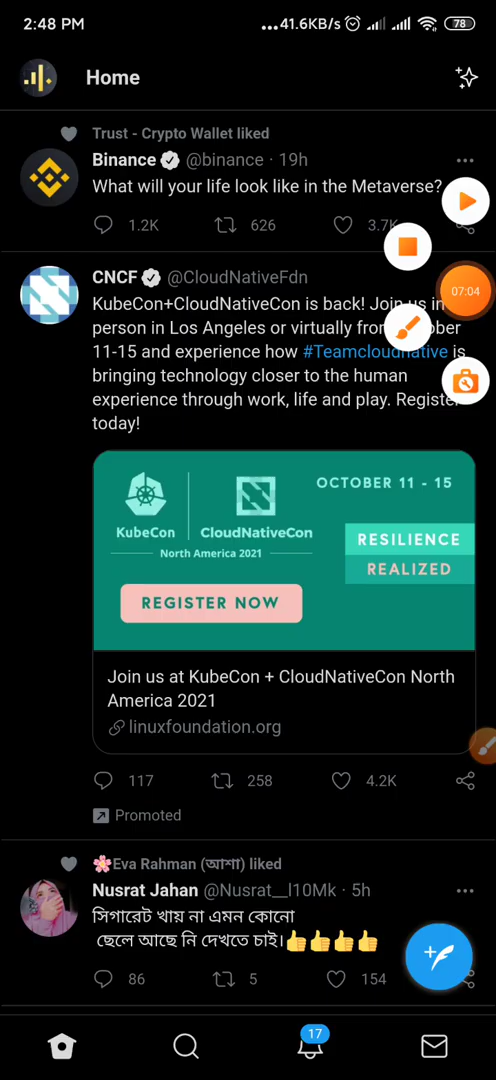 2:48 PM
...41.6KB/s
78
Home
Trust - Crypto Wallet liked
Binance @binance · 19h
What will your life look like in the Metaverse?
1.2K
626
3.7K
07:04
CNCF @CloudNativeFdn
KubeCon+CloudNativeCon is back! Join us in
person in Los Angeles or virtually from October
11-15 and experience how #Teamcloudnative is
bringing technology closer to the human
experience through work, life and play. Register
today!
OCTOBER 11 - 15
KubeCon
CloudNativeCon
North America 2021
RESILIENCE
REALIZED
REGISTER NOW
Join us at KubeCon + CloudNativeCon North
America 2021
linuxfoundation.org
117
258
4.2K
Promoted
🌸Eva Rahman (আশা) liked
Nusrat Jahan @Nusrat__l10Mk · 5h
সিগারেট খায় না এমন কোনো
ছেলে আছে নি দেখতে চাই।👍👍👍👍
86
5
154
17